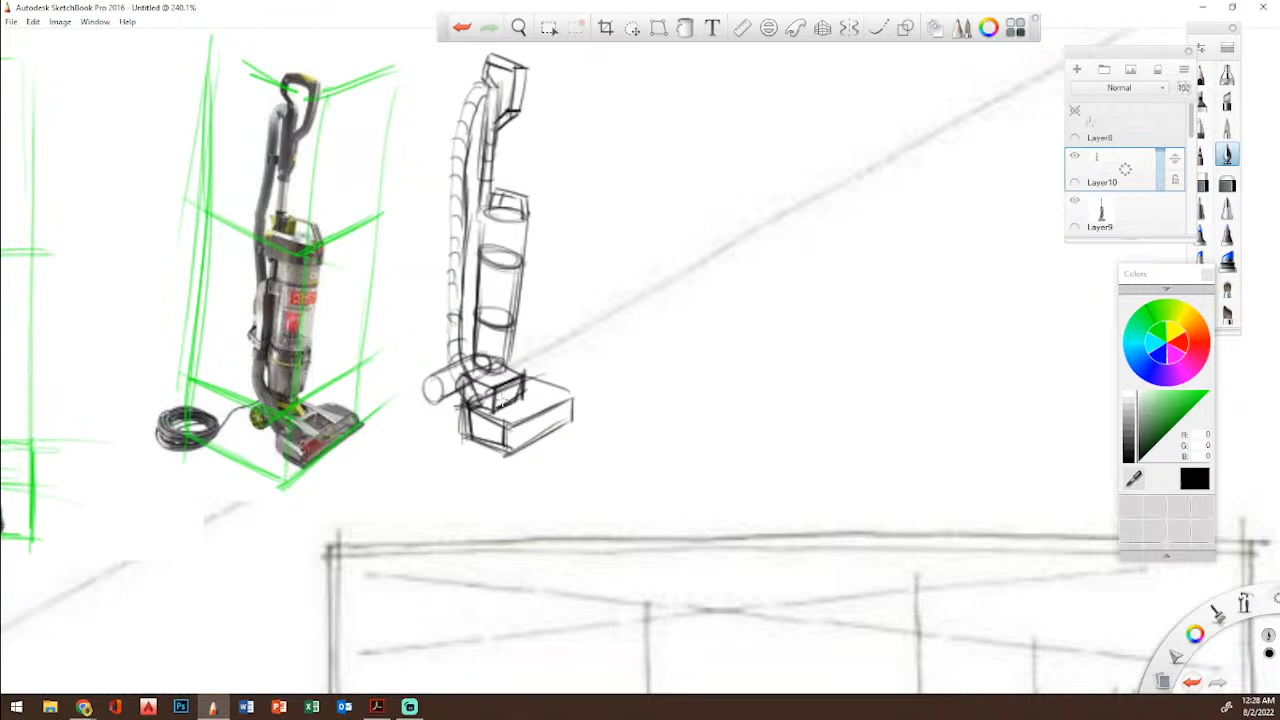 Autodesk SketchBook Pro 2016 - Untitled @ 240.1%
File Edit Image Window Help
T
Normal
100
Layer8
Layer10
Layer9
Colors
R: 0
G: 0
B: 0
12:28 AM
8/2/2022